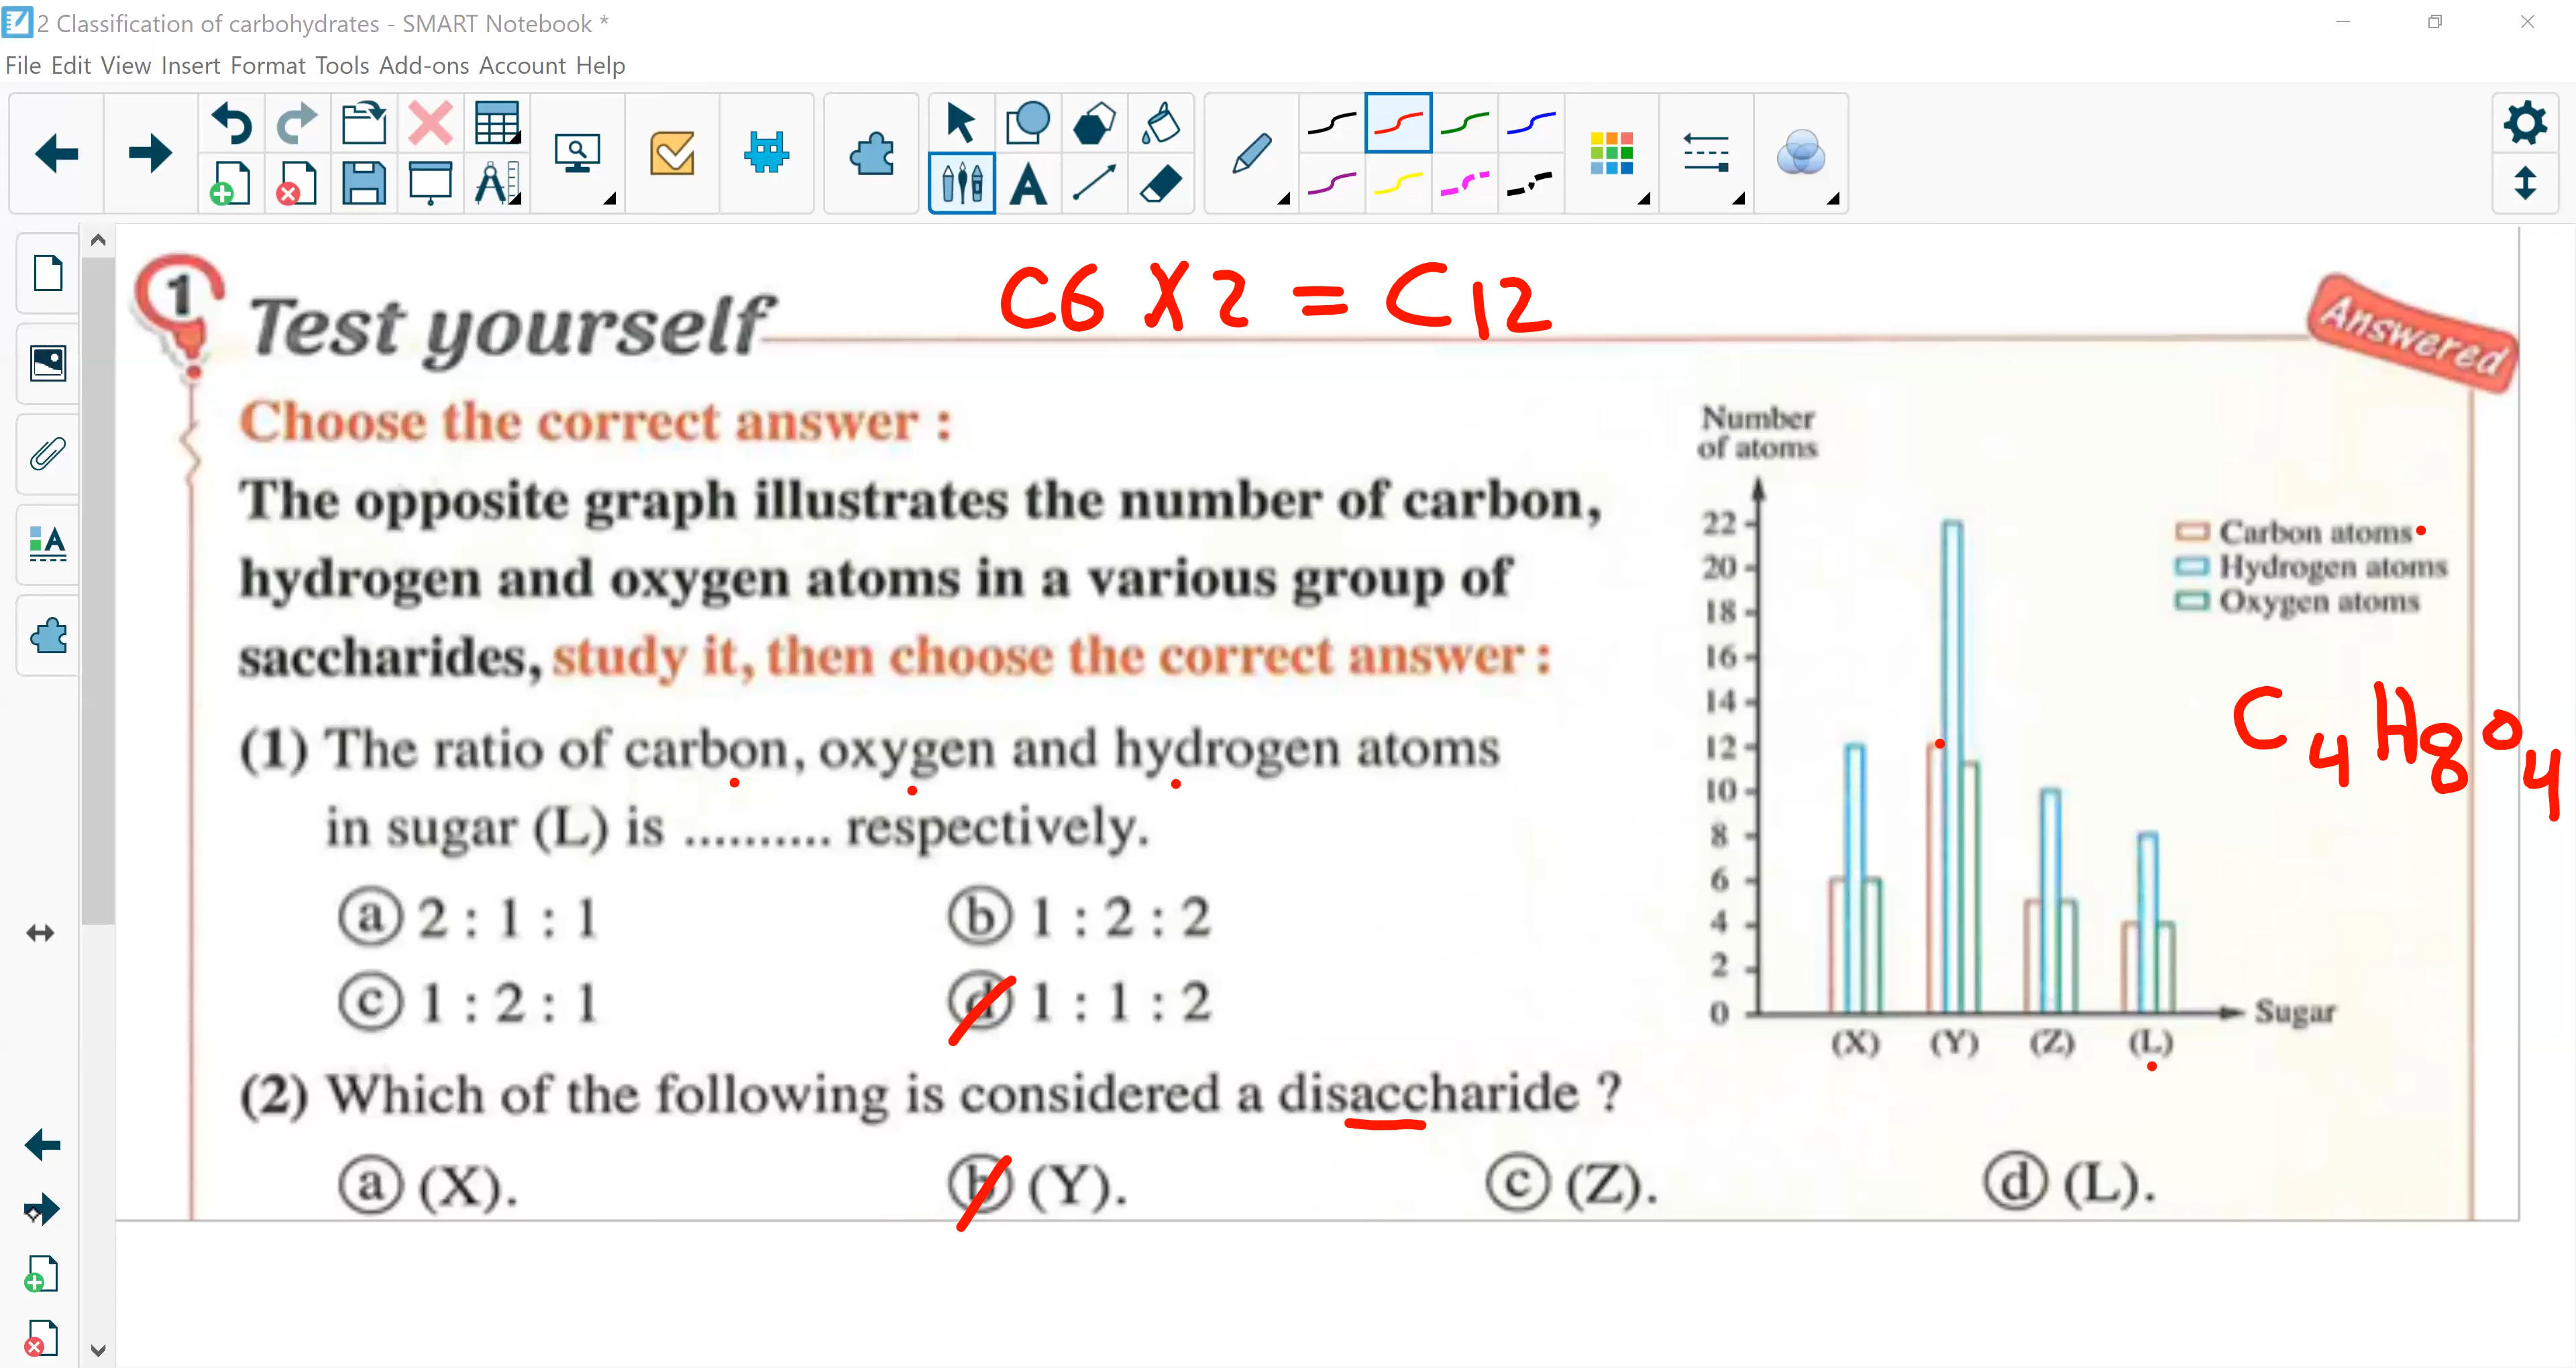 2 Classification of carbohydrates - SMART Notebook *
File Edit View Insert Format Tools Add-ons Account Help
1 Test yourself
C6 X 2 = C12
Answered
Choose the correct answer :
The opposite graph illustrates the number of carbon,
hydrogen and oxygen atoms in a various group of
saccharides, study it, then choose the correct answer :
(1) The ratio of carbon, oxygen and hydrogen atoms
in sugar (L) is .......... respectively.
a 2 : 1 : 1
b 1 : 2 : 2
c 1 : 2 : 1
d 1 : 1 : 2
(2) Which of the following is considered a disaccharide ?
a (X).
b (Y).
c (Z).
d (L).
Number
of atoms
22
20
18
16
14
12
10
8
6
4
2
0
(X) (Y) (Z) (L)
Sugar
Carbon atoms
Hydrogen atoms
Oxygen atoms
C4H8O4